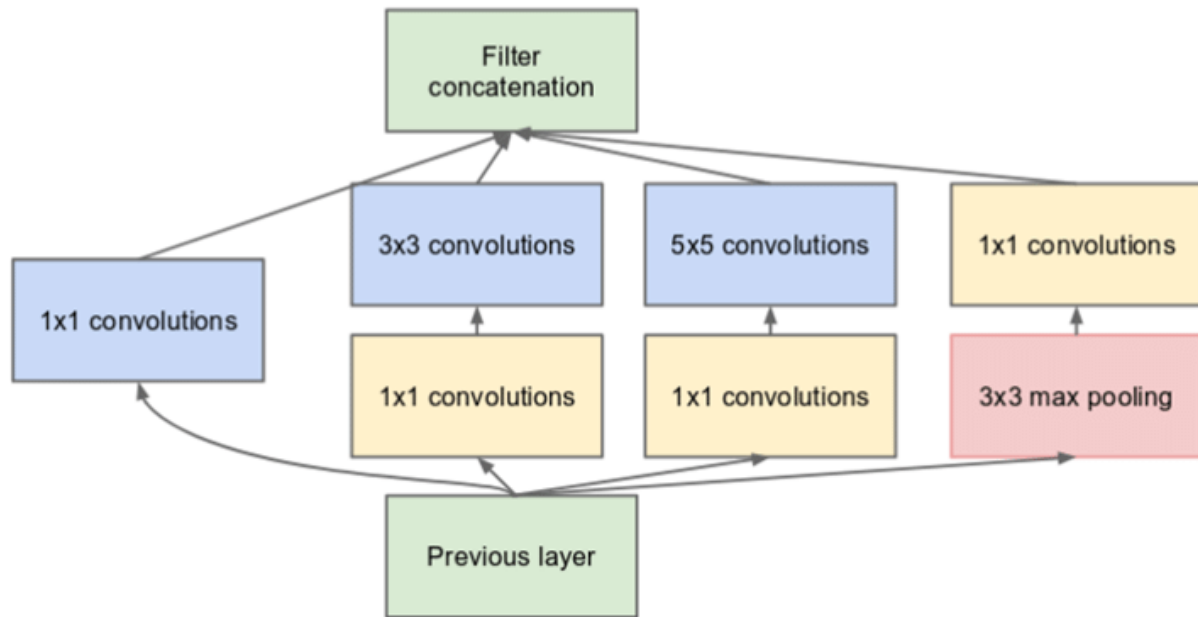 Filter
concatenation
3x3 convolutions
5x5 convolutions
1x1 convolutions
1x1 convolutions
1x1 convolutions
1x1 convolutions
3x3 max pooling
Previous layer